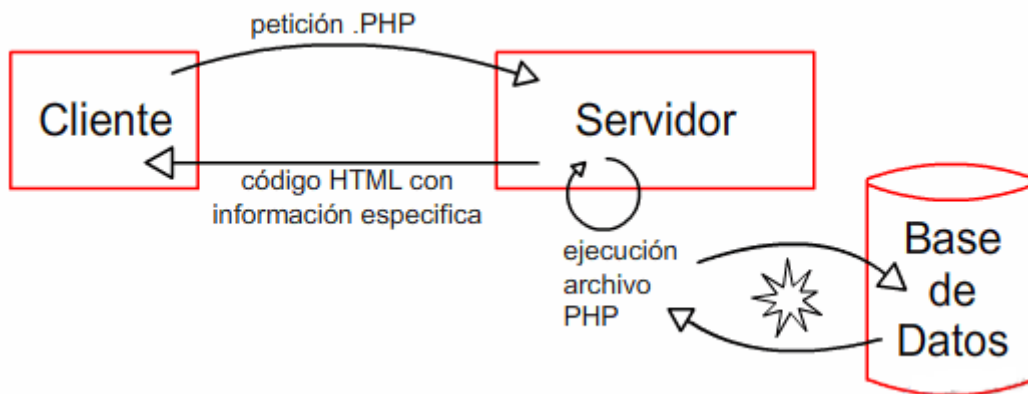 petición .PHP
Cliente
Servidor
código HTML con
información especifica
ejecución
archivo
PHP
Base
de
Datos